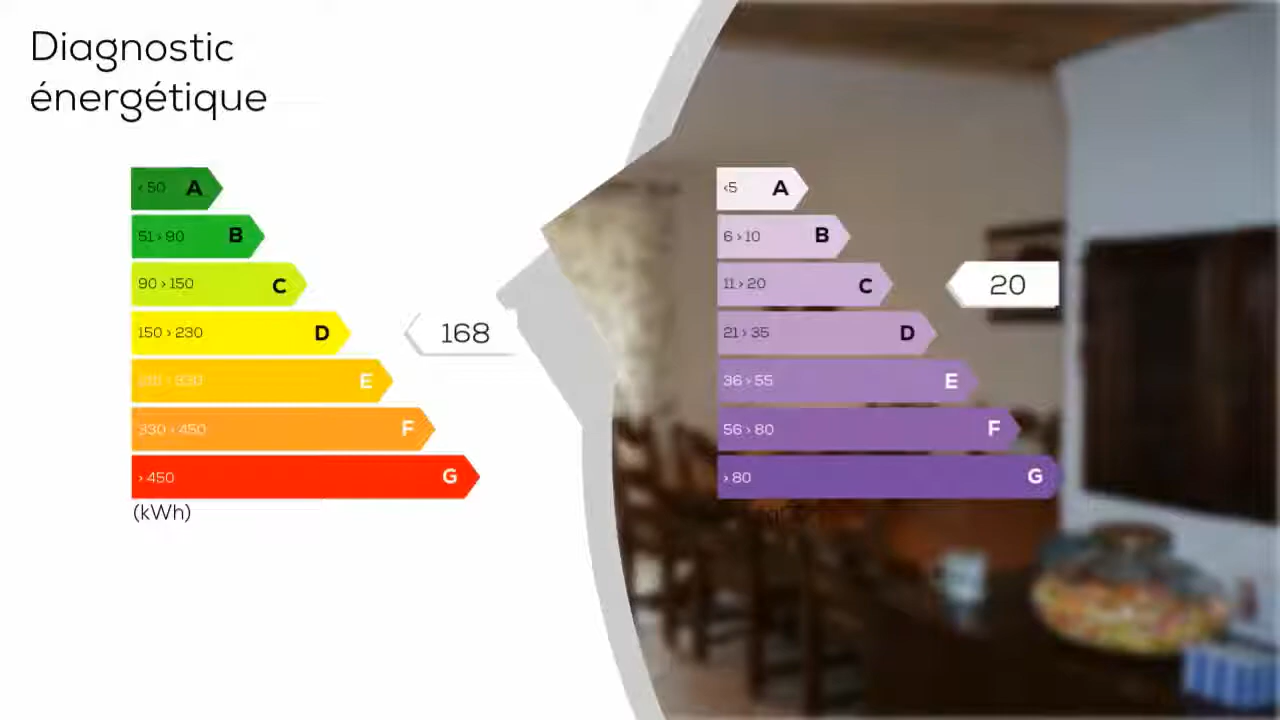 Diagnostic
énergétique
< 50 A
51 > 90 B
90 > 150 C
150 > 230 D
168
E
330 > 450 F
> 450 G
(kWh)
<5 A
6 > 10 B
11 > 20 C
20
21 > 35 D
36 > 55 E
56 > 80 F
> 80 G